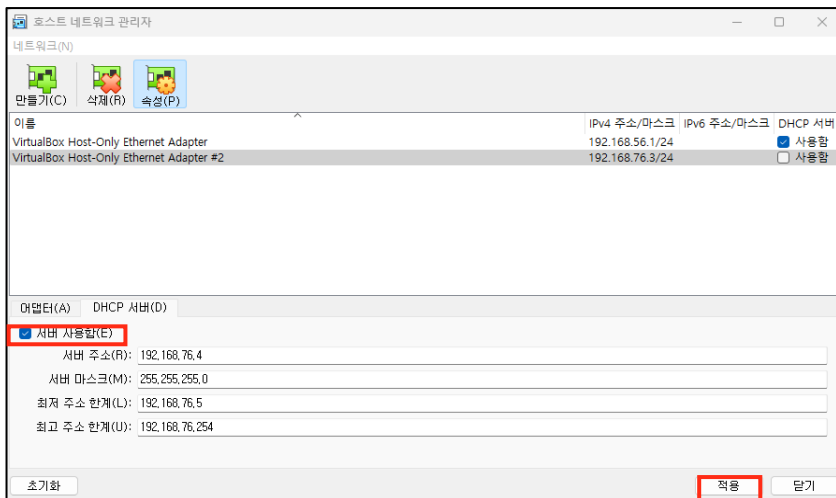 호스트 네트워크 관리자
네트워크(N)
만들기(C) 삭제(R) 속성(P)
이름 IPv4 주소/마스크 IPv6 주소/마스크 DHCP 서버
VirtualBox Host-Only Ethernet Adapter 192.168.56.1/24 사용함
VirtualBox Host-Only Ethernet Adapter #2 192.168.76.3/24 사용함
어댑터(A) DHCP 서버(D)
서버 사용함(E)
서버 주소(R): 192.168.76.4
서버 마스크(M): 255.255.255.0
최저 주소 한계(L): 192.168.76.5
최고 주소 한계(U): 192.168.76.254
초기화 적용 닫기